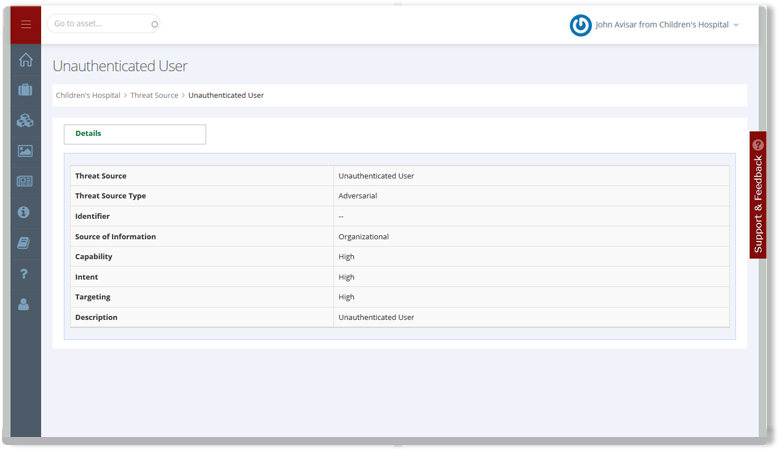 Go to asset...
John Avisar from Children's Hospital
Unauthenticated User
Children's Hospital > Threat Source > Unauthenticated User
Details
Threat Source Unauthenticated User
Threat Source Type Adversarial
Identifier --
Source of Information Organizational
Capability High
Intent High
Targeting High
Description Unauthenticated User
Support & Feedback